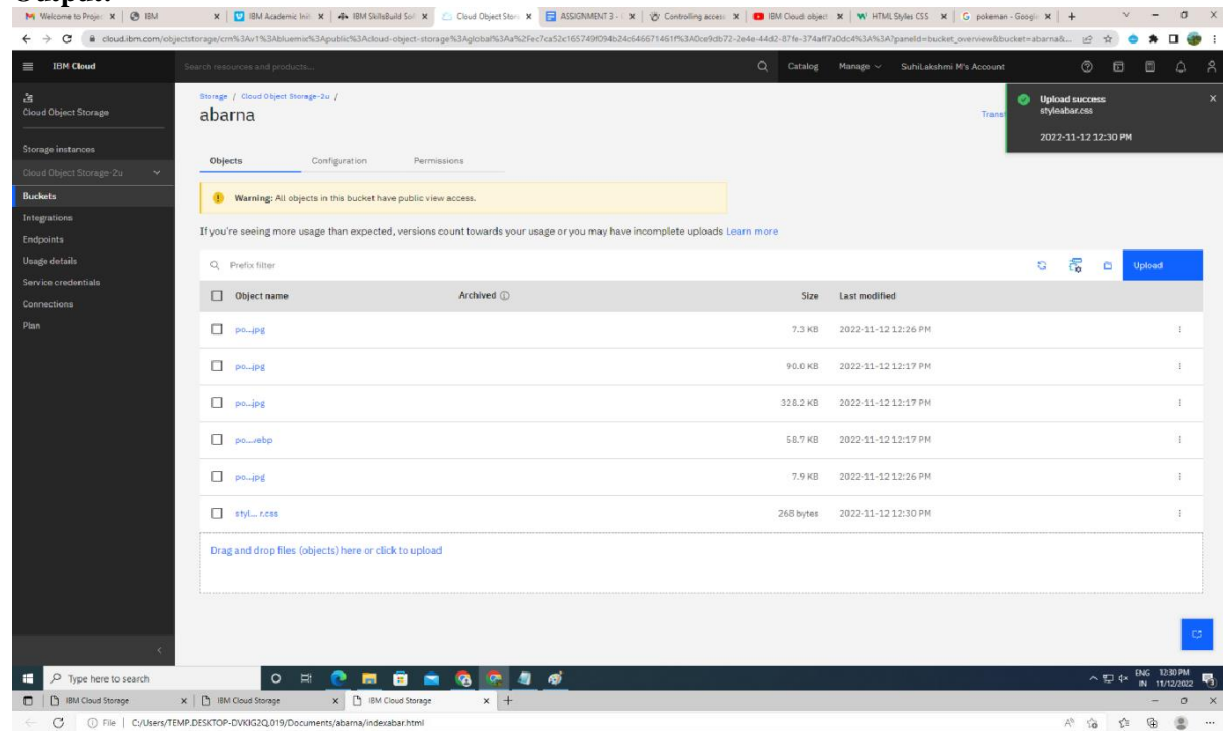 Output:
Welcome to Projec
IBM
IBM Academic Init
IBM SkillsBuild Sof
Cloud Object Stora
ASSIGNMENT 3 -
Controlling access
IBM Cloud object
HTML Styles CSS
pokeman - Google
IBM Cloud
Search resources and products...
Catalog
Manage
SuhiLakshmi M's Account
Cloud Object Storage
Storage instances
Cloud Object Storage-2u
Buckets
Integrations
Endpoints
Usage details
Service credentials
Connections
Plan
Storage / Cloud Object Storage-2u /
abarna
Upload success
styleabar.css
2022-11-12 12:30 PM
Objects Configuration Permissions
Warning: All objects in this bucket have public view access.
If you're seeing more usage than expected, versions count towards your usage or you may have incomplete uploads Learn more
Prefix filter
Upload
Object name Archived Size Last modified
po...jpg 7.3 KB 2022-11-12 12:26 PM
po...jpg 90.0 KB 2022-11-12 12:17 PM
po...jpg 328.2 KB 2022-11-12 12:17 PM
po...webp 58.7 KB 2022-11-12 12:17 PM
po...jpg 7.9 KB 2022-11-12 12:26 PM
styl... r.css 268 bytes 2022-11-12 12:30 PM
Drag and drop files (objects) here or click to upload
Type here to search
ENG 12:30 PM
IN 11/12/2022
IBM Cloud Storage
IBM Cloud Storage
IBM Cloud Storage
File | C:/Users/TEMP.DESKTOP-DVKIG2Q.019/Documents/abarna/indexabar.html